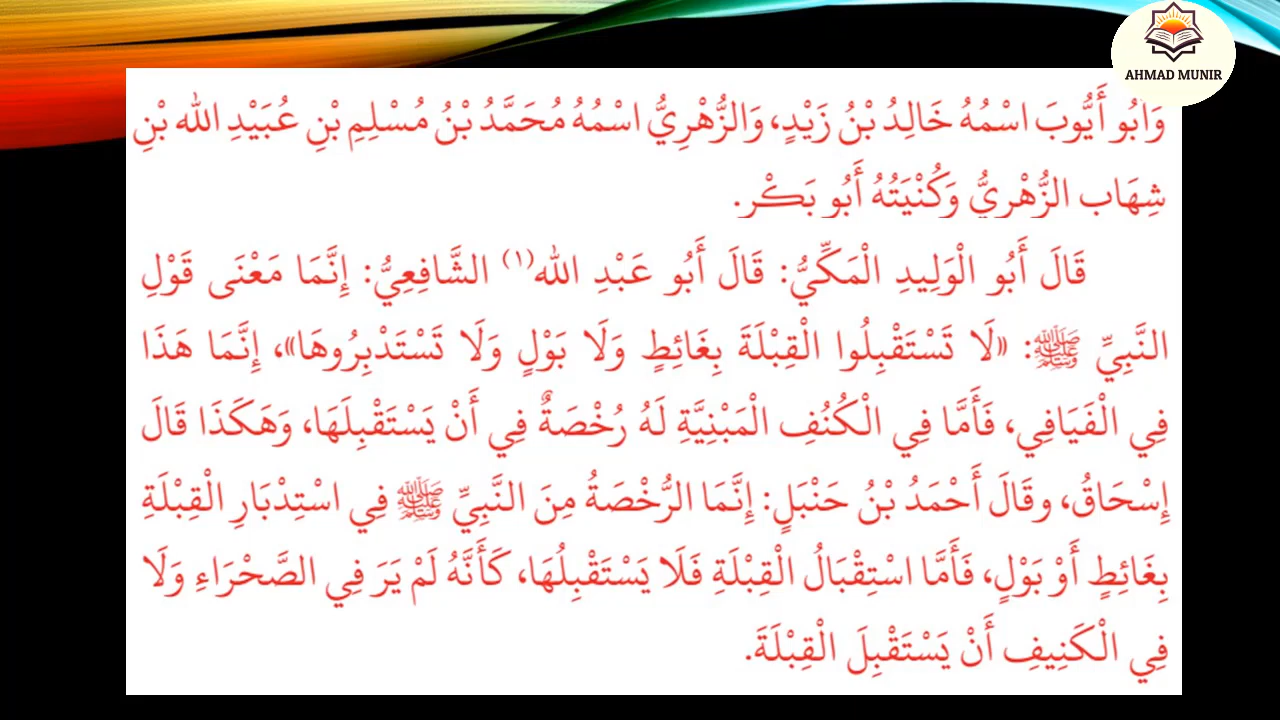 AHMAD MUNIR
وَأَبُو أَيُّوبَ اسْمُهُ خَالِدُ بْنُ زَيْدٍ، وَالزُّهْرِيُّ اسْمُهُ مُحَمَّدُ بْنُ مُسْلِمِ بْنِ عُبَيْدِ الله بْنِ
شِهَاب الزُّهْرِيُّ وَكُنْيَتُهُ أَبُو بَكْر.
قَالَ أَبُو الْوَلِيدِ الْمَكِّيُّ: قَالَ أَبُو عَبْدِ الله(١) الشَّافِعِيُّ: إِنَّمَا مَعْنَى قَوْلِ
النَّبِيِّ ﷺ: «لَا تَسْتَقْبِلُوا الْقِبْلَةَ بِغَائِطٍ وَلَا بَوْلٍ وَلَا تَسْتَدْبِرُوهَا»، إِنَّمَا هَذَا
فِي الْفَيَافِي، فَأَمَّا فِي الْكُنُفِ الْمَبْنِيَّةِ لَهُ رُخْصَةٌ فِي أَنْ يَسْتَقْبِلَهَا، وَهَكَذَا قَالَ
إِسْحَاقُ، وقَالَ أَحْمَدُ بْنُ حَنْبَلٍ: إِنَّمَا الرُّخْصَةُ مِنَ النَّبِيِّ ﷺ فِي اسْتِدْبَارِ الْقِبْلَةِ
بِغَائِطٍ أَوْ بَوْلٍ، فَأَمَّا اسْتِقْبَالُ الْقِبْلَةِ فَلَا يَسْتَقْبِلُهَا، كَأَنَّهُ لَمْ يَرَ فِي الصَّحْرَاءِ وَلَا
فِي الْكَنِيفِ أَنْ يَسْتَقْبِلَ الْقِبْلَةَ.